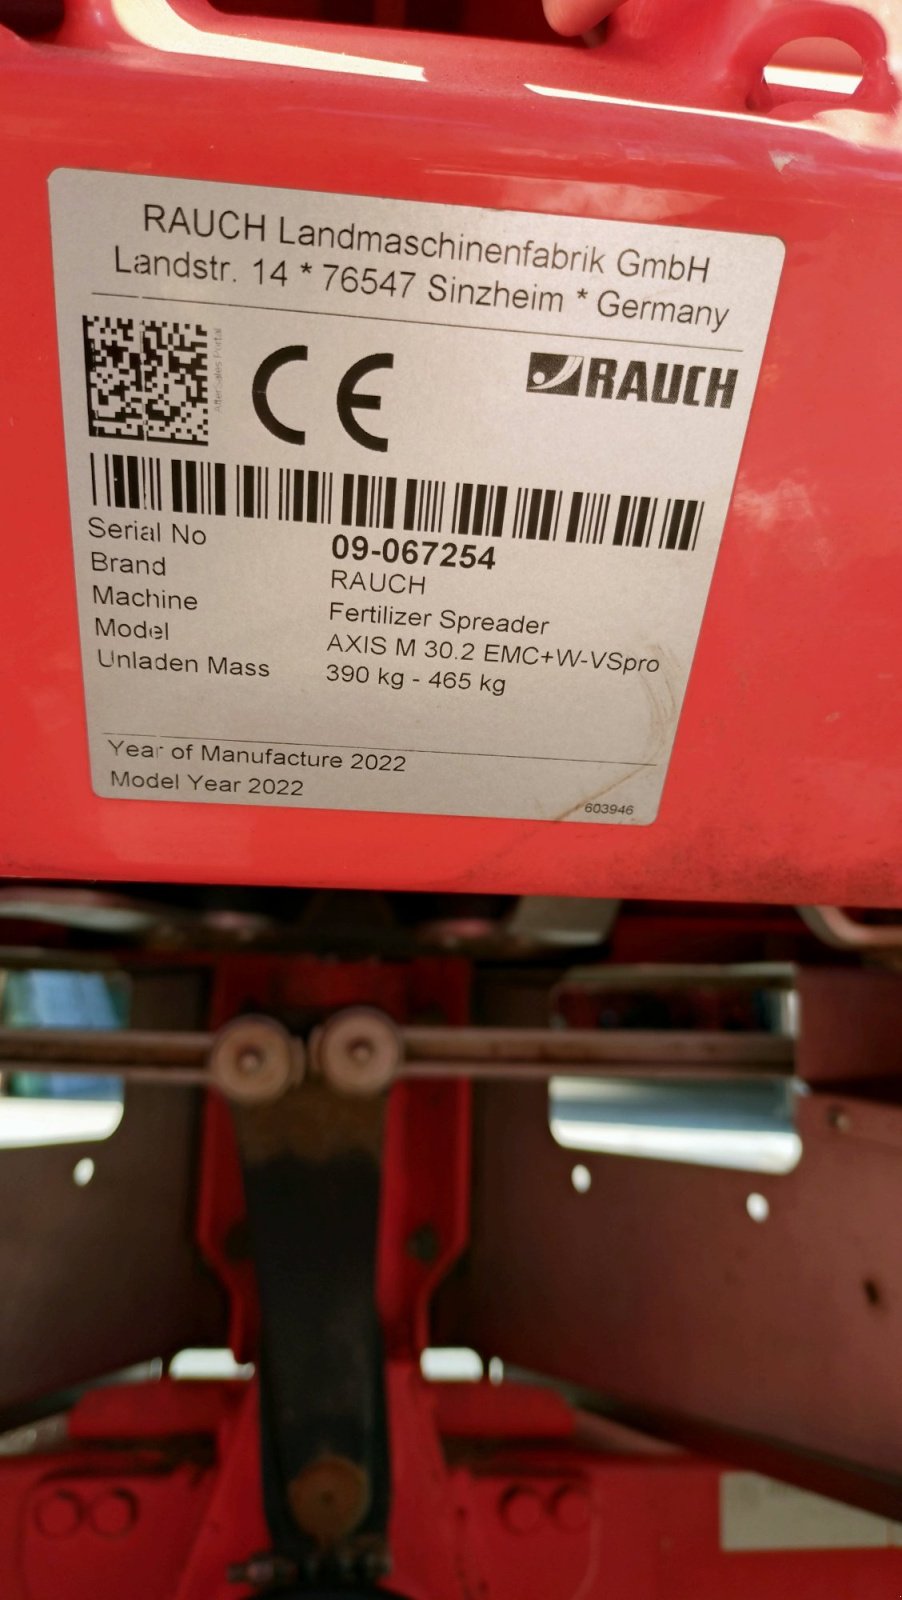 RAUCH Landmaschinenfabrik GmbH
Landstr. 14 * 76547 Sinzheim * Germany
AfterSales Portal
CE
RAUCH
Serial No 09-067254
Brand RAUCH
Machine Fertilizer Spreader
Model AXIS M 30.2 EMC+W-VSpro
Unladen Mass 390 kg - 465 kg
Year of Manufacture 2022
Model Year 2022
603946